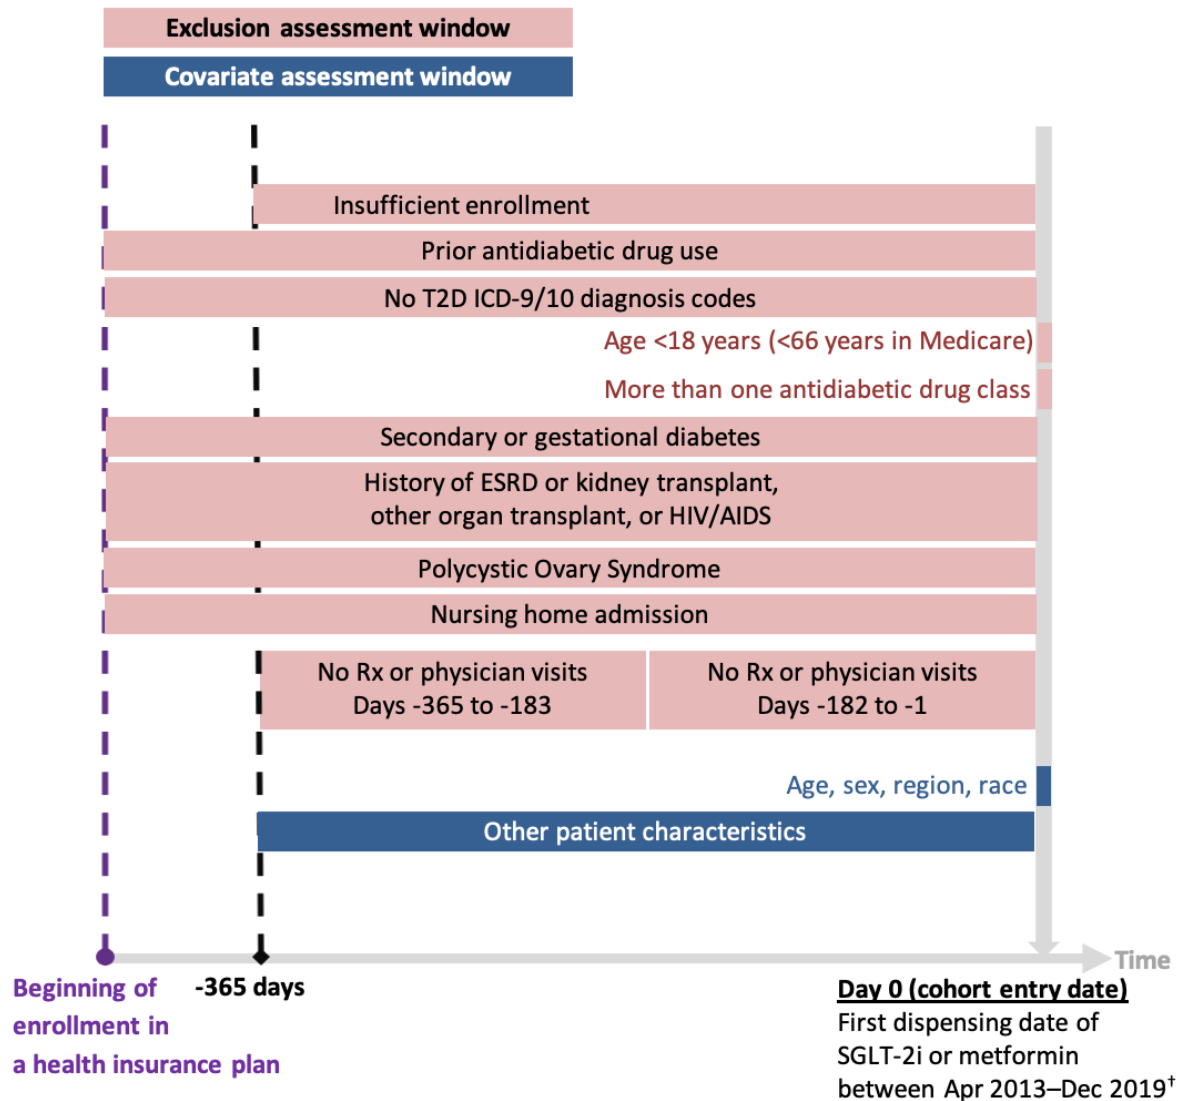 Exclusion assessment window
Covariate assessment window
Insufficient enrollment
Prior antidiabetic drug use
No T2D ICD-9/10 diagnosis codes
Age <18 years (<66 years in Medicare)
More than one antidiabetic drug class
Secondary or gestational diabetes
History of ESRD or kidney transplant,
other organ transplant, or HIV/AIDS
Polycystic Ovary Syndrome
Nursing home admission
No Rx or physician visits
Days -365 to -183
No Rx or physician visits
Days -182 to -1
Age, sex, region, race
Other patient characteristics
Time
Beginning of
enrollment in
a health insurance plan
-365 days
Day 0 (cohort entry date)
First dispensing date of
SGLT-2i or metformin
between Apr 2013–Dec 2019†